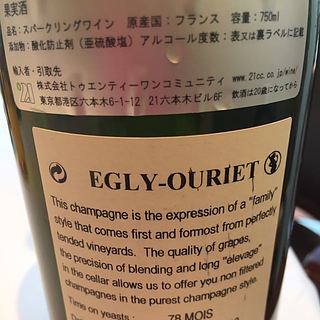 果実酒
品名：スパークリングワイン 原産国：フランス 容量：750ml
添加物：酸化防止剤（亜硫酸塩）アルコール度数：表又は裏ラベルに記載
輸入者・引取先
株式会社トゥエンティーワンコミュニティ www.21cc.co.jp/wine/
東京都港区六本木6-1-12 21六本木ビル6F 飲酒は20歳になってから
EGLY-OURIET
This champagne is the expression of a "family"
style that comes first and formost from perfectly
tended vineyards. The quality of grapes,
the precision of blending and long "élevage"
in the cellar allows us to offer you non filtered
champagnes in the purest champagne style.
Time on yeasts : 78 MOIS